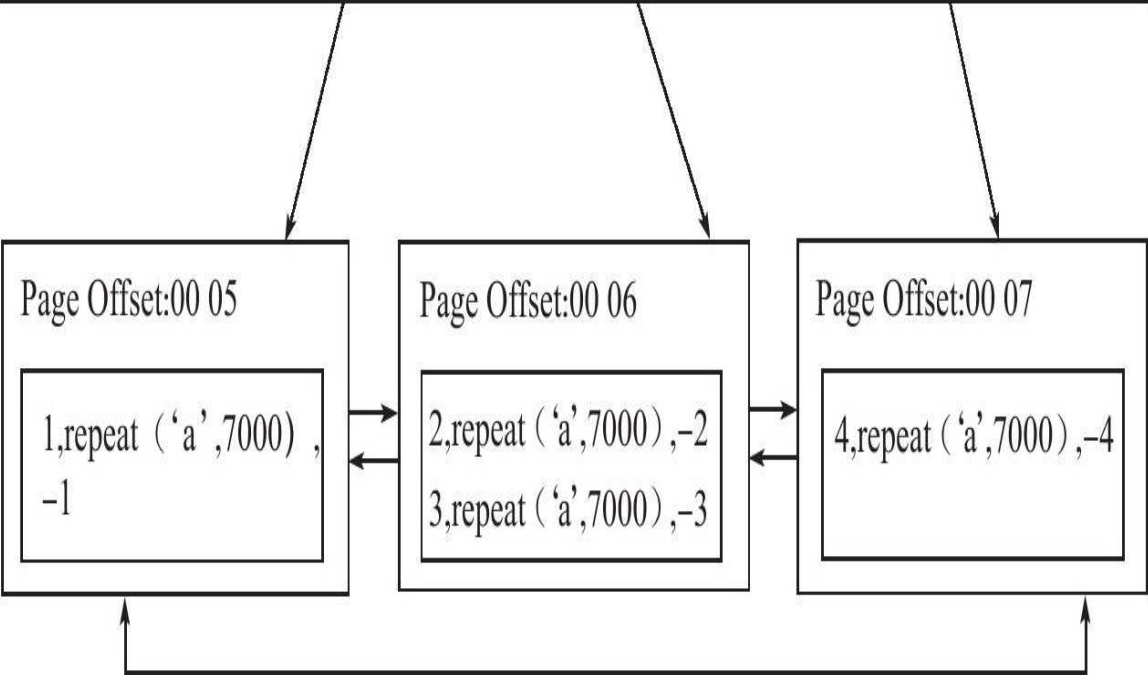 Page Offset:00 05
1,repeat（‘a’,7000）,
–1
Page Offset:00 06
2,repeat（‘a’,7000）,–2
3,repeat（‘a’,7000）,–3
Page Offset:00 07
4,repeat（‘a’,7000）,–4